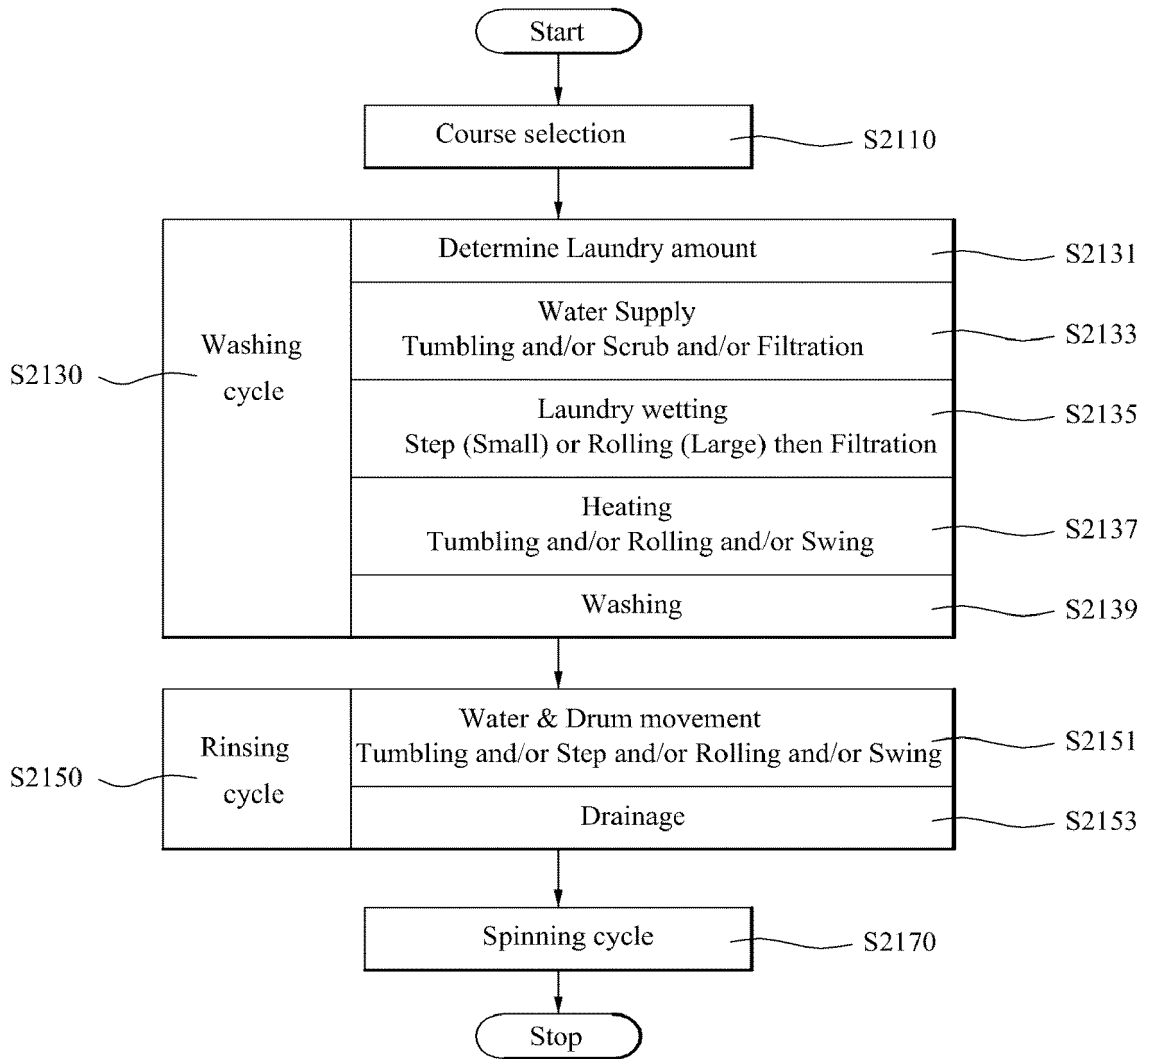 Start
Course selection
S2110
Washing
cycle
S2130
Determine Laundry amount
S2131
Water Supply
Tumbling and/or Scrub and/or Filtration
S2133
Laundry wetting
Step (Small) or Rolling (Large) then Filtration
S2135
Heating
Tumbling and/or Rolling and/or Swing
S2137
Washing
S2139
Rinsing
cycle
S2150
Water & Drum movement
Tumbling and/or Step and/or Rolling and/or Swing
S2151
Drainage
S2153
Spinning cycle
S2170
Stop